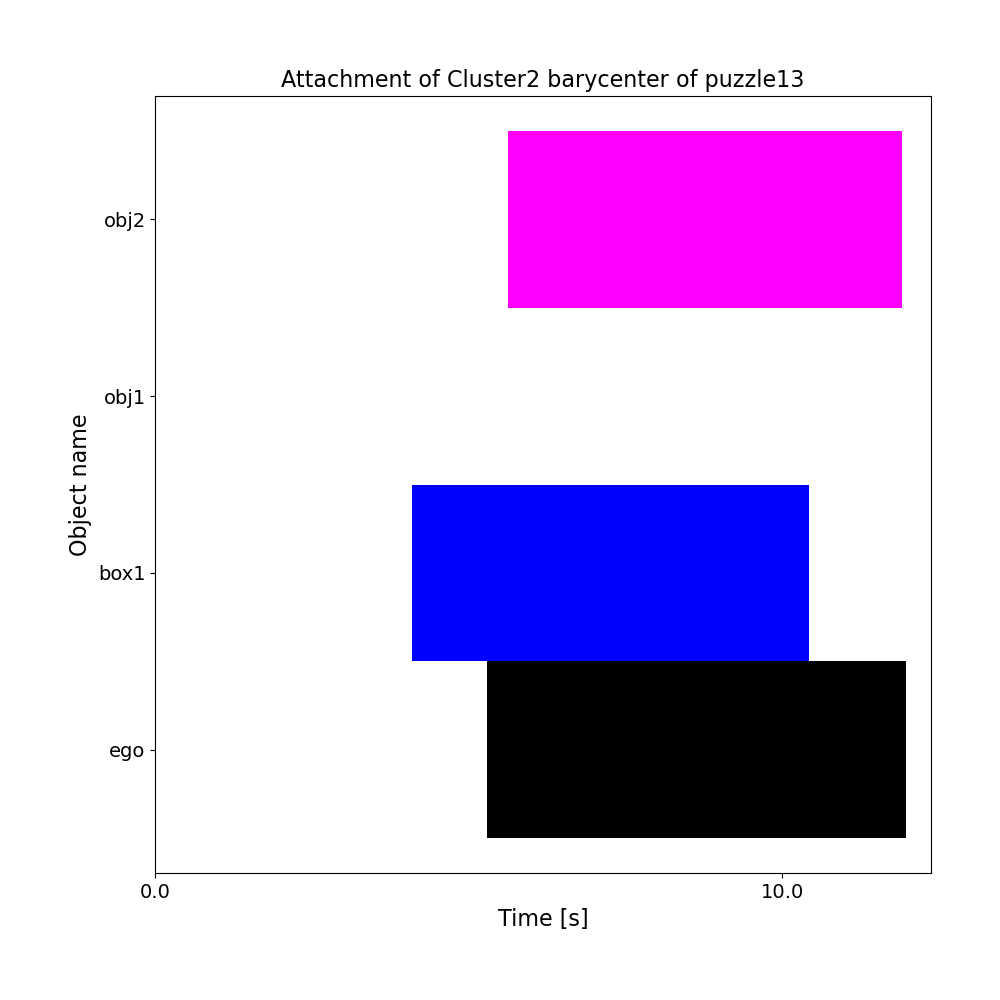 Attachment of Cluster2 barycenter of puzzle13
obj2
obj1
box1
ego
Object name
0.0
10.0
Time [s]